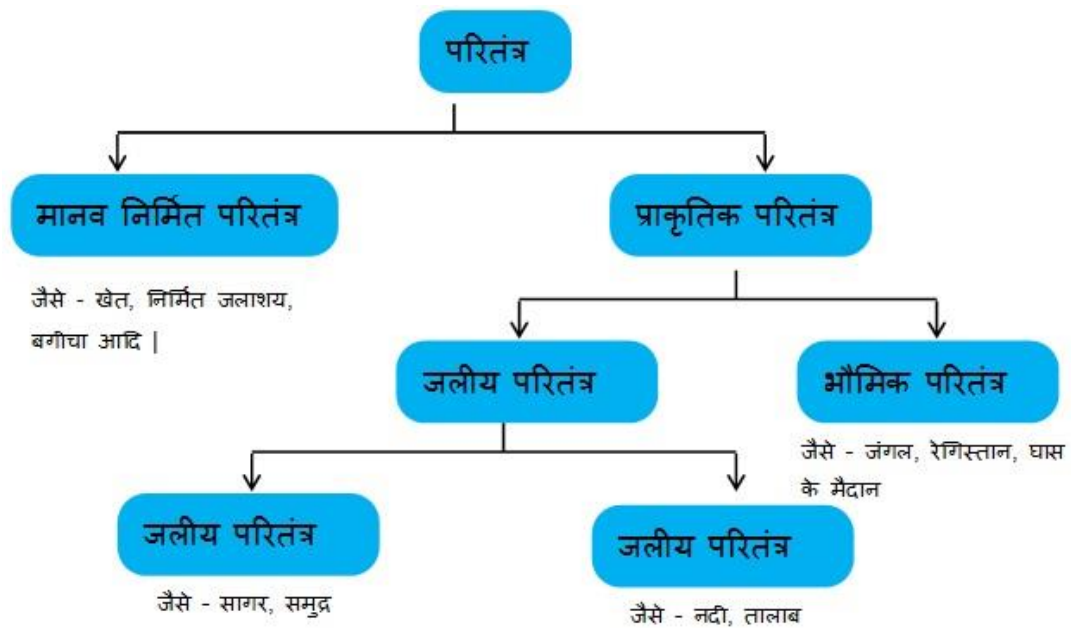 परितंत्र
मानव निर्मित परितंत्र
प्राकृतिक परितंत्र
जैसे - खेत, निर्मित जलाशय,
बगीचा आदि |
जलीय परितंत्र
भौमिक परितंत्र
जैसे - जंगल, रेगिस्तान, घास
के मैदान
जलीय परितंत्र
जलीय परितंत्र
जैसे - सागर, समुद्र
जैसे - नदी, तालाब